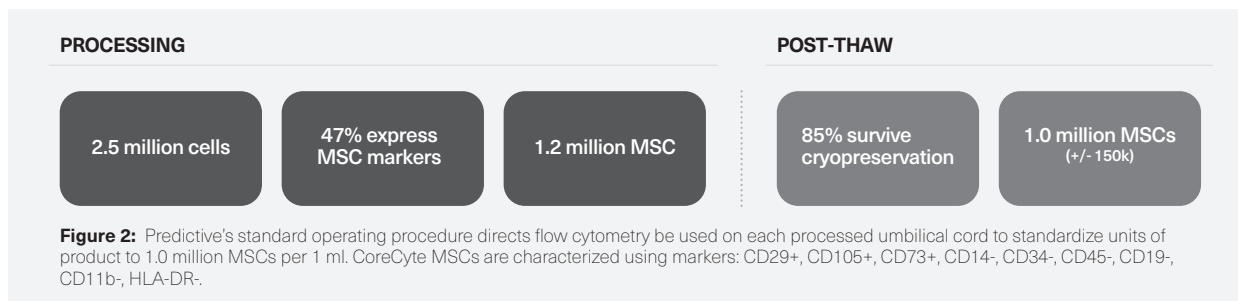 PROCESSING
POST-THAW
2.5 million cells
47% express
MSC markers
1.2 million MSC
85% survive
cryopreservation
1.0 million MSCs
(+/- 150k)
Figure 2: Predictive's standard operating procedure directs flow cytometry be used on each processed umbilical cord to standardize units of
product to 1.0 million MSCs per 1 ml. CoreCyte MSCs are characterized using markers: CD29+, CD105+, CD73+, CD14-, CD34-, CD45-, CD19-,
CD11b-, HLA-DR-.